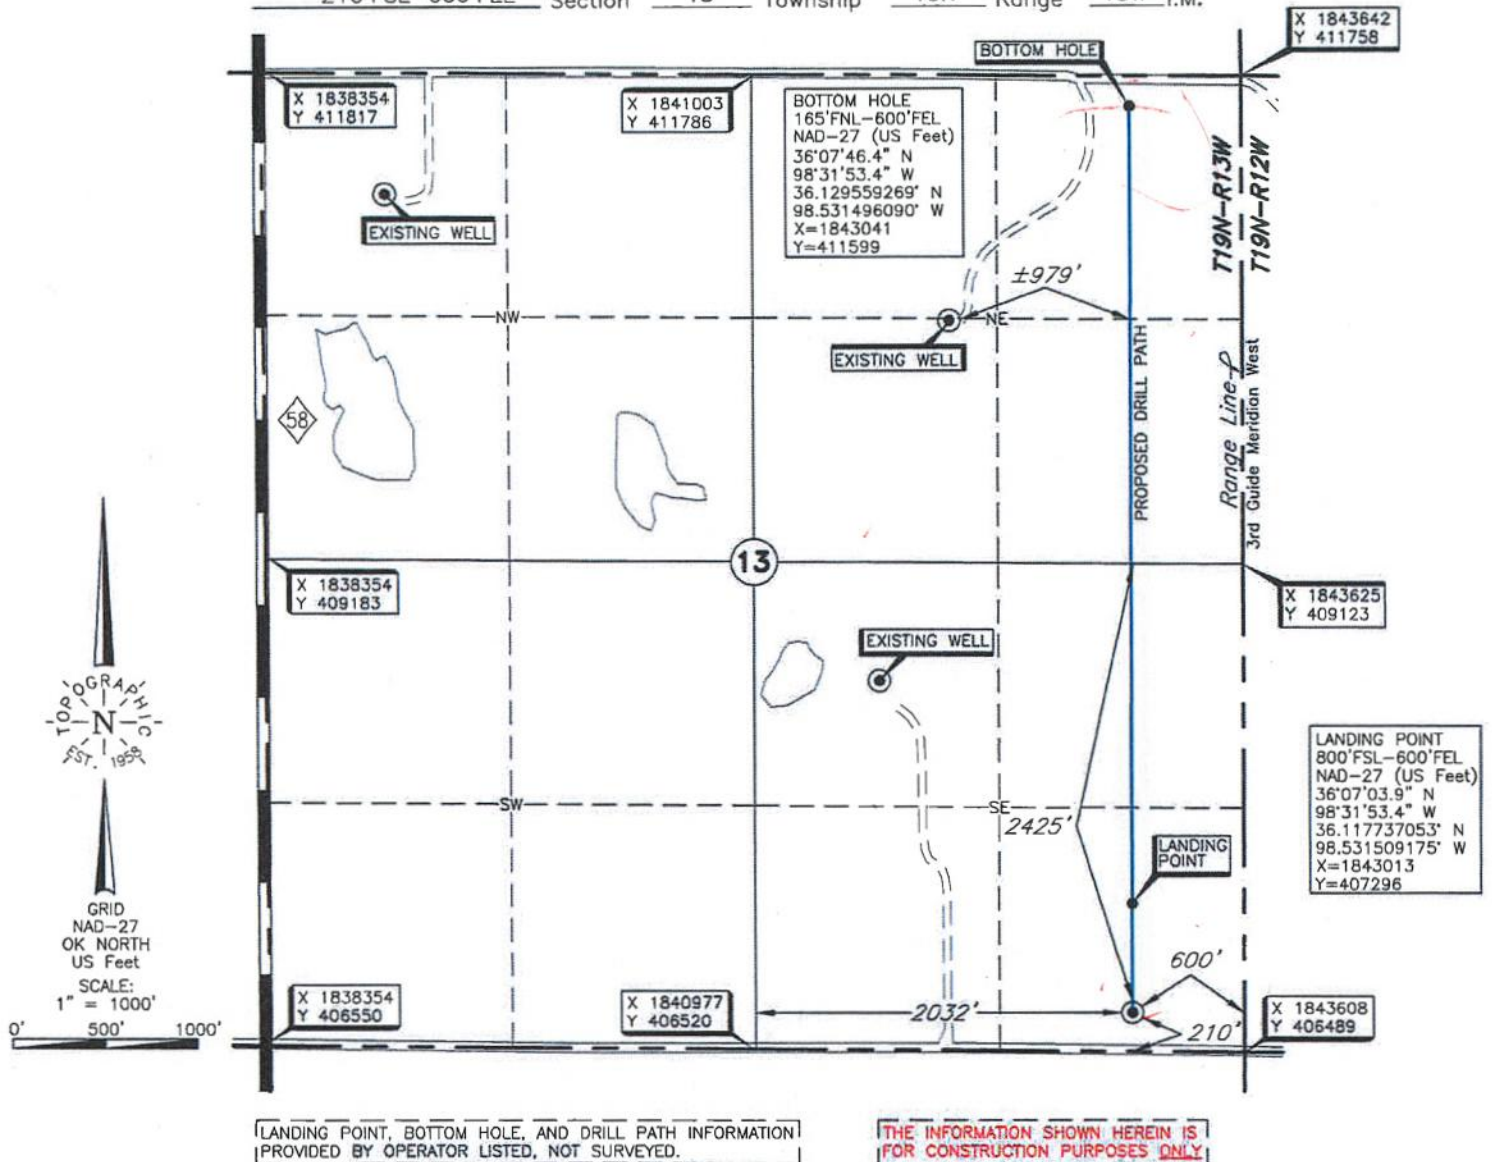 Section
Township
Range
X 1843642
Y 411758
BOTTOM HOLE
X 1838354
Y 411817
X 1841003
Y 411786
BOTTOM HOLE
165'FNL-600'FEL
NAD-27 (US Feet)
36°07'46.4" N
98°31'53.4" W
36.129559269° N
98.531496090° W
X=1843041
Y=411599
T19N-R13W
T19N-R12W
EXISTING WELL
±979'
NW
NE
EXISTING WELL
PROPOSED DRILL PATH
Range Line
3rd Guide Meridian West
58
13
X 1838354
Y 409183
X 1843625
Y 409123
EXISTING WELL
TOPOGRAPHIC
N
EST. 1958
LANDING POINT
800'FSL-600'FEL
NAD-27 (US Feet)
36°07'03.9" N
98°31'53.4" W
36.117737053° N
98.531509175° W
X=1843013
Y=407296
SW
SE
2425'
LANDING
POINT
GRID
NAD-27
OK NORTH
US Feet
SCALE:
1" = 1000'
0' 500' 1000'
600'
X 1838354
Y 406550
X 1840977
Y 406520
2032'
210'
X 1843608
Y 406489
LANDING POINT, BOTTOM HOLE, AND DRILL PATH INFORMATION
PROVIDED BY OPERATOR LISTED, NOT SURVEYED.
THE INFORMATION SHOWN HEREIN IS
FOR CONSTRUCTION PURPOSES ONLY